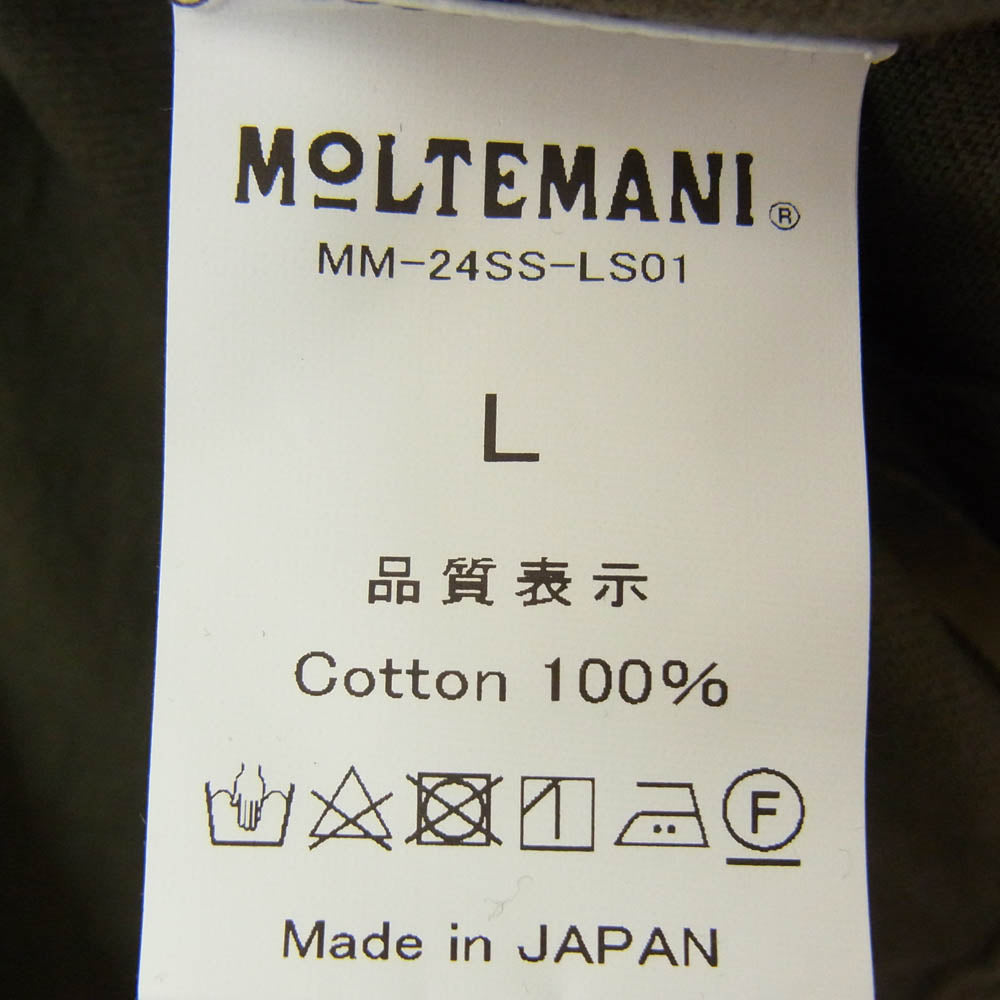 MOLTEMANI®
MM-24SS-LS01
L
品質表示
Cotton 100%
F
Made in JAPAN